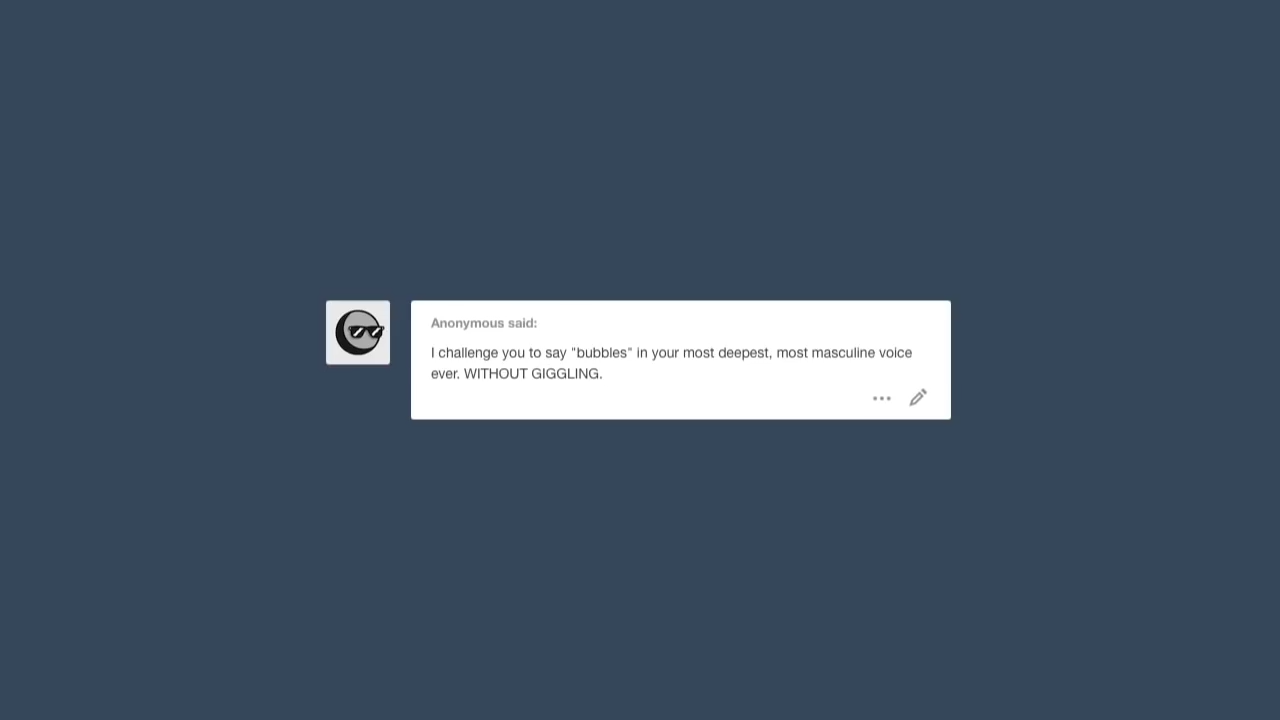 Anonymous said:
I challenge you to say "bubbles" in your most deepest, most masculine voice
ever. WITHOUT GIGGLING.